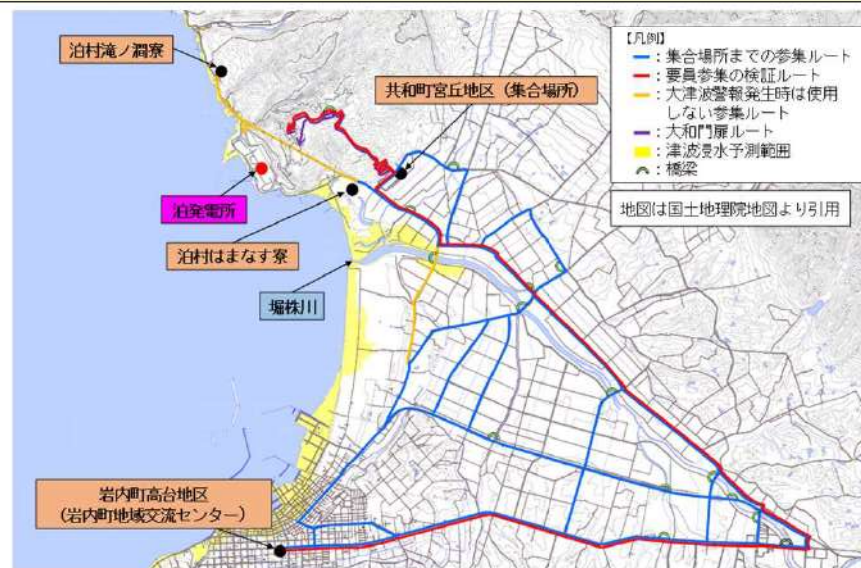 泊村滝ノ澗寮
共和町宮丘地区（集合場所）
【凡例】
：集合場所までの参集ルート
：要員参集の検証ルート
：大津波警報発生時は使用
しない参集ルート
：大和門扉ルート
：津波浸水予測範囲
：橋梁
地図は国土地理院地図より引用
泊発電所
泊村はまなす寮
堀株川
岩内町高台地区
（岩内町地域交流センター）